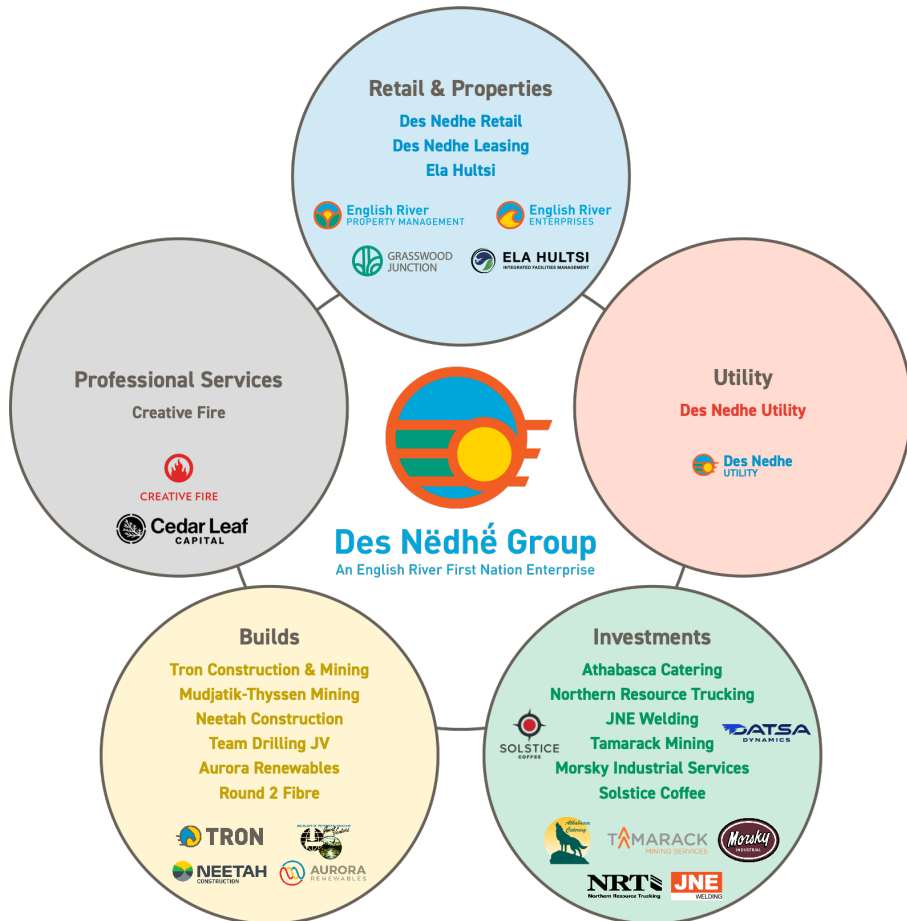 Retail & Properties
Des Nedhe Retail
Des Nedhe Leasing
Ela Hultsi
English River
PROPERTY MANAGEMENT
English River
ENTERPRISES
GRASSWOOD
JUNCTION
ELA HULTSI
INTEGRATED FACILITIES MANAGEMENT
Professional Services
Creative Fire
CREATIVE FIRE
Cedar Leaf
CAPITAL
Utility
Des Nedhe Utility
Des Nedhe
UTILITY
Des Nëdhé Group
An English River First Nation Enterprise
Builds
Tron Construction & Mining
Mudjatik-Thyssen Mining
Neetah Construction
Team Drilling JV
Aurora Renewables
Round 2 Fibre
TRON
NEETAH
CONSTRUCTION
AURORA
RENEWABLES
Investments
Athabasca Catering
Northern Resource Trucking
JNE Welding
Tamarack Mining
Morsky Industrial Services
Solstice Coffee
SOLSTICE
COFFEE
DATSA
DYNAMICS
Athabasca
Catering
TAMARACK
MINING SERVICES
Morsky
INDUSTRIAL
NRT
Northern Resource Trucking
JNE
WELDING